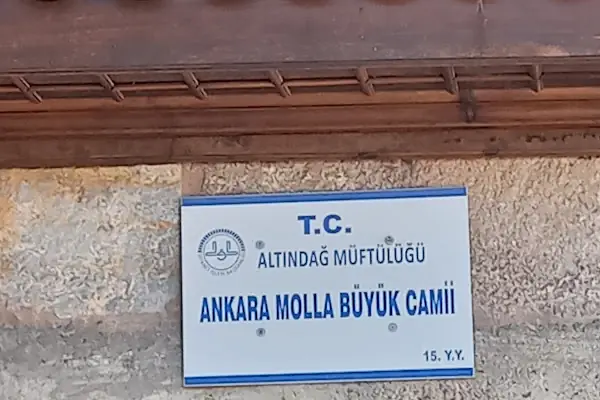 T.C.
ALTINDAĞ MÜFTÜLÜĞÜ
ANKARA MOLLA BÜYÜK CAMİİ
15. Y.Y.